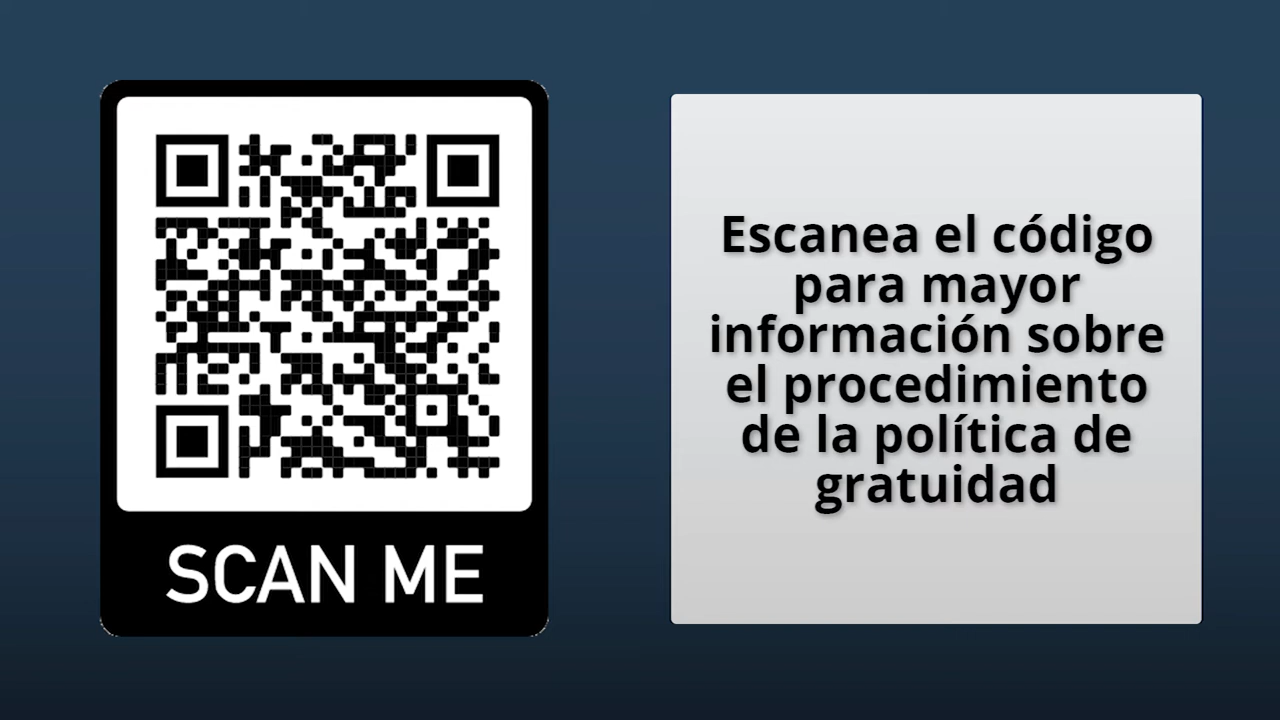 SCAN ME
Escanea el código
para mayor
información sobre
el procedimiento
de la política de
gratuidad